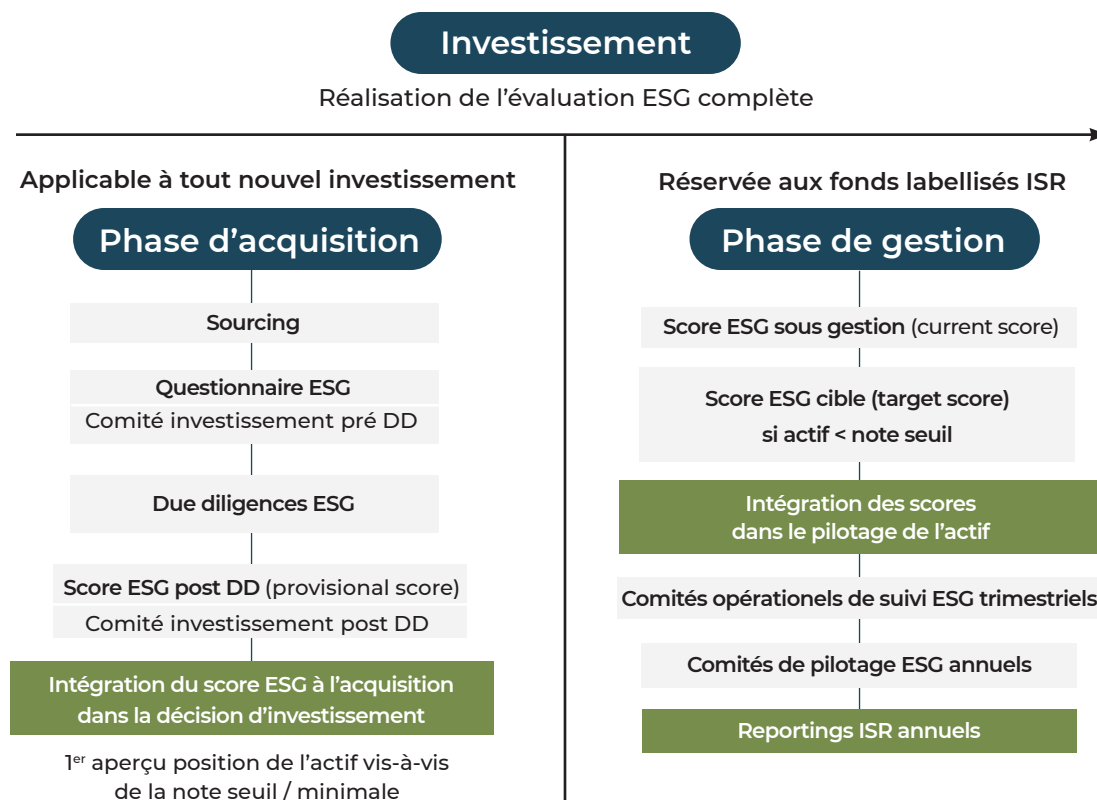 Investissement
Réalisation de l’évaluation ESG complète
Applicable à tout nouvel investissement
Phase d’acquisition
Sourcing
Questionnaire ESG
Comité investissement pré DD
Due diligences ESG
Score ESG post DD (provisional score)
Comité investissement post DD
Intégration du score ESG à l’acquisition
dans la décision d’investissement
1er aperçu position de l’actif vis-à-vis
de la note seuil / minimale
Réservée aux fonds labellisés ISR
Phase de gestion
Score ESG sous gestion (current score)
Score ESG cible (target score)
si actif < note seuil
Intégration des scores
dans le pilotage de l’actif
Comités opérationels de suivi ESG trimestriels
Comités de pilotage ESG annuels
Reportings ISR annuels